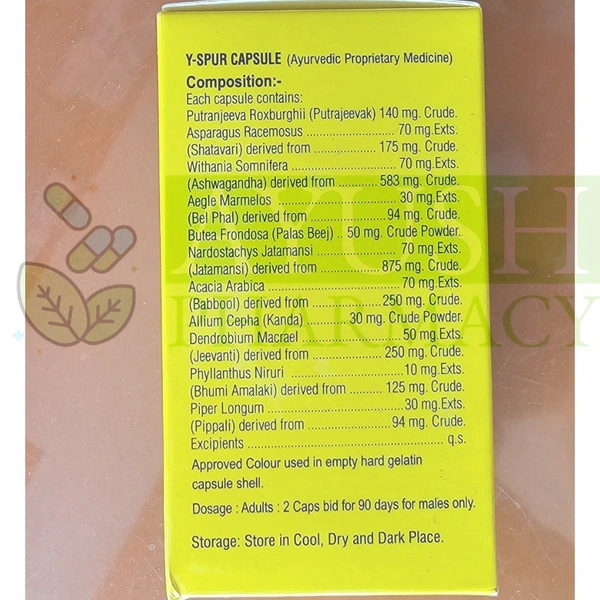 Y-SPUR CAPSULE (Ayurvedic Proprietary Medicine)
Composition:-
Each capsule contains:
Putranjeeva Roxburghii (Putrajeevak) 140 mg. Crude.
Asparagus Racemosus ........................ 70 mg.Exts.
(Shatavari) derived from ................. 175 mg. Crude.
Withania Somnifera ........................... 70 mg.Exts.
(Ashwagandha) derived from ........... 583 mg. Crude.
Aegle Marmelos ................................ 30 mg.Exts.
(Bel Phal) derived from ..................... 94 mg. Crude.
Butea Frondosa (Palas Beej) .. 50 mg. Crude Powder.
Nardostachys Jatamansi .................. 70 mg.Exts.
(Jatamansi) derived from ................ 875 mg. Crude.
Acacia Arabica ................................. 70 mg.Exts.
(Babbool) derived from ................... 250 mg. Crude.
Allium Cepha (Kanda ............ 30 mg. Crude Powder.
Dendrobium Macrael ........................ 50 mg.Exts.
(Jeevanti) derived from ................... 250 mg. Crude.
Phyllanthus Niruri ............................ 10 mg.Exts.
(Bhumi Amalaki) derived from ......... 125 mg. Crude.
Piper Longum .................................. 30 mg.Exts.
(Pippali) derived from ....................... 94 mg. Crude.
Excipients ................................................ q.s.
Approved Colour used in empty hard gelatin
capsule shell.
Dosage : Adults : 2 Caps bid for 90 days for males only.
Storage: Store in Cool, Dry and Dark Place.
AYUSH
PHARMACY